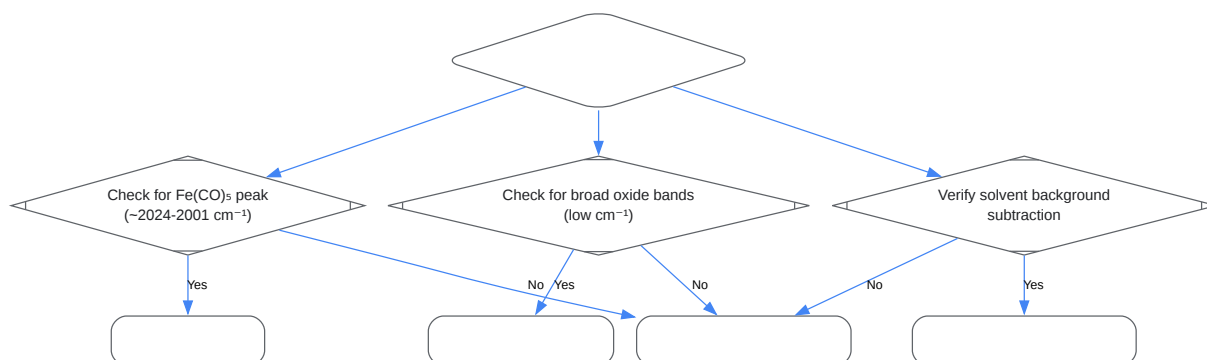 Check for Fe(CO)₅ peak
(~2024-2001 cm⁻¹)
Check for broad oxide bands
(low cm⁻¹)
Verify solvent background
subtraction
Yes
No
Yes
No
No
Yes